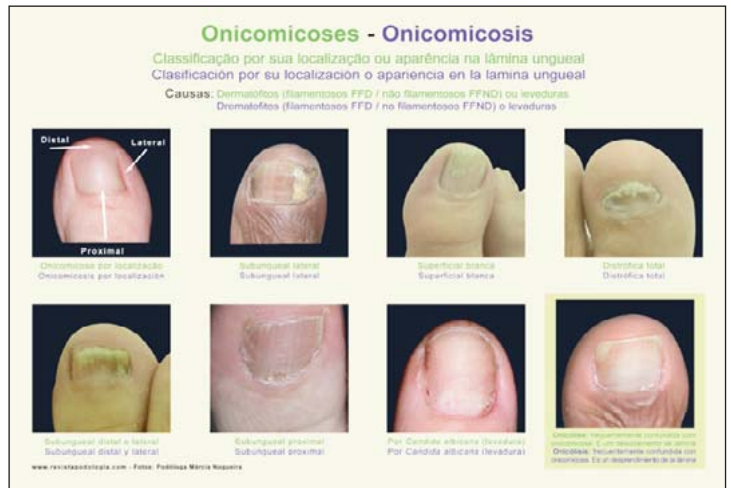 Onicomicoses - Onicomicosis
Classificação por sua localização ou aparência na lâmina ungueal
Clasificación por su localización o apariencia en la lamina ungueal
Causas: Dermatófitos (filamentosos FFD / não filamentosos FFND) ou leveduras
Dromatofitos (filamentosos FFD / no filamentosos FFND) o levaduras
Distal
Lateral
Proximal
Onicomicose por localização
Onicomicosis por localización
Subungueal lateral
Subungueal lateral
Superficial blanca
Superficial blanca
Distrófica total
Distrófica total
Subungueal distal e lateral
Subungueal distal y lateral
Subungueal proximal
Subungueal proximal
Por Candida albicans (levedura)
Por Candida albicans (levadura)
Onicólise: frequentemente confundida com
onicomicose. É um descolamento da lâmina
Onicólisis: frecuentemente confundida con
onicomicosis. Es un desprendimiento de la lámina
www.revistapodologia.com - Fotos: Podóloga Márcia Nogueira